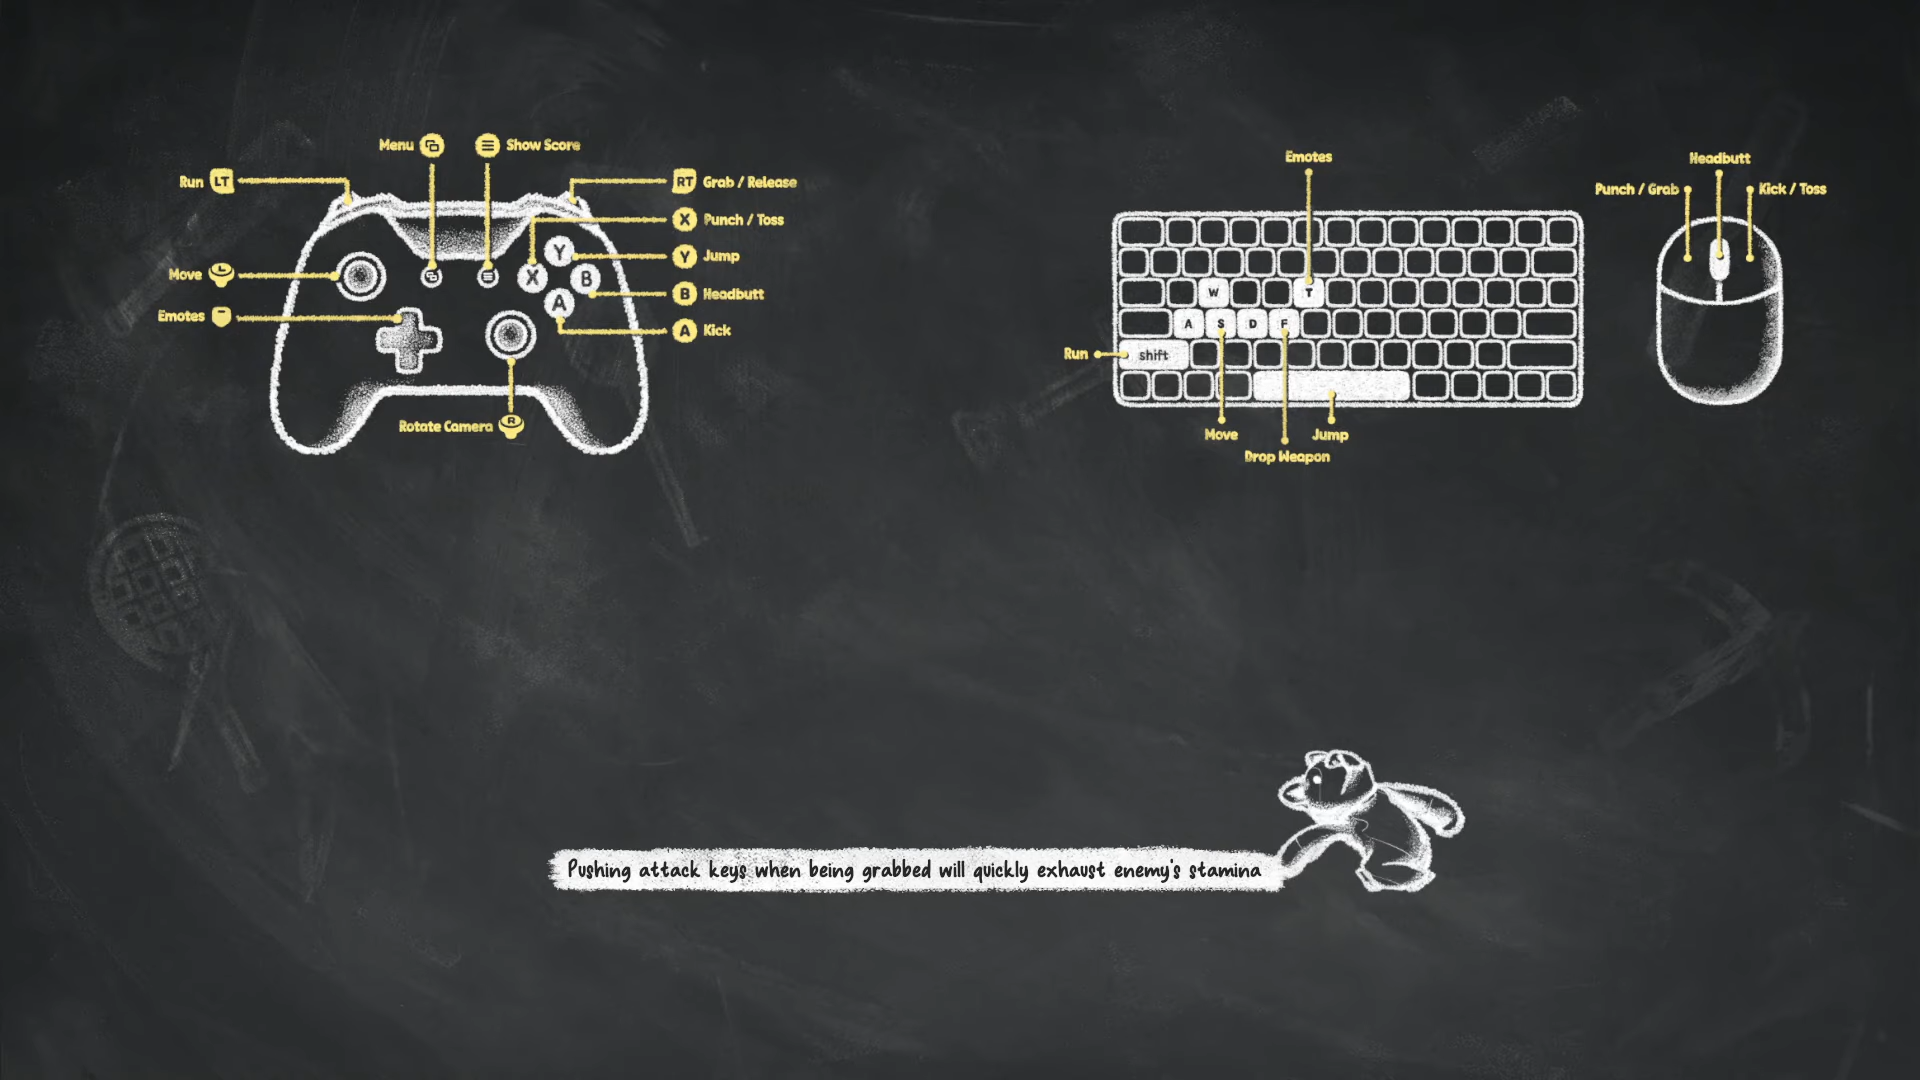 Menu
Show Score
Run LT
RT Grab / Release
X Punch / Toss
Y Jump
B Headbutt
A Kick
Move L
Emotes
Y
X
B
A
Rotate Camera R
Emotes
Headbutt
Punch / Grab
Kick / Toss
W
T
A
S
D
F
Run
shift
Move
Jump
Drop Weapon
Pushing attack keys when being grabbed will quickly exhaust enemy's stamina